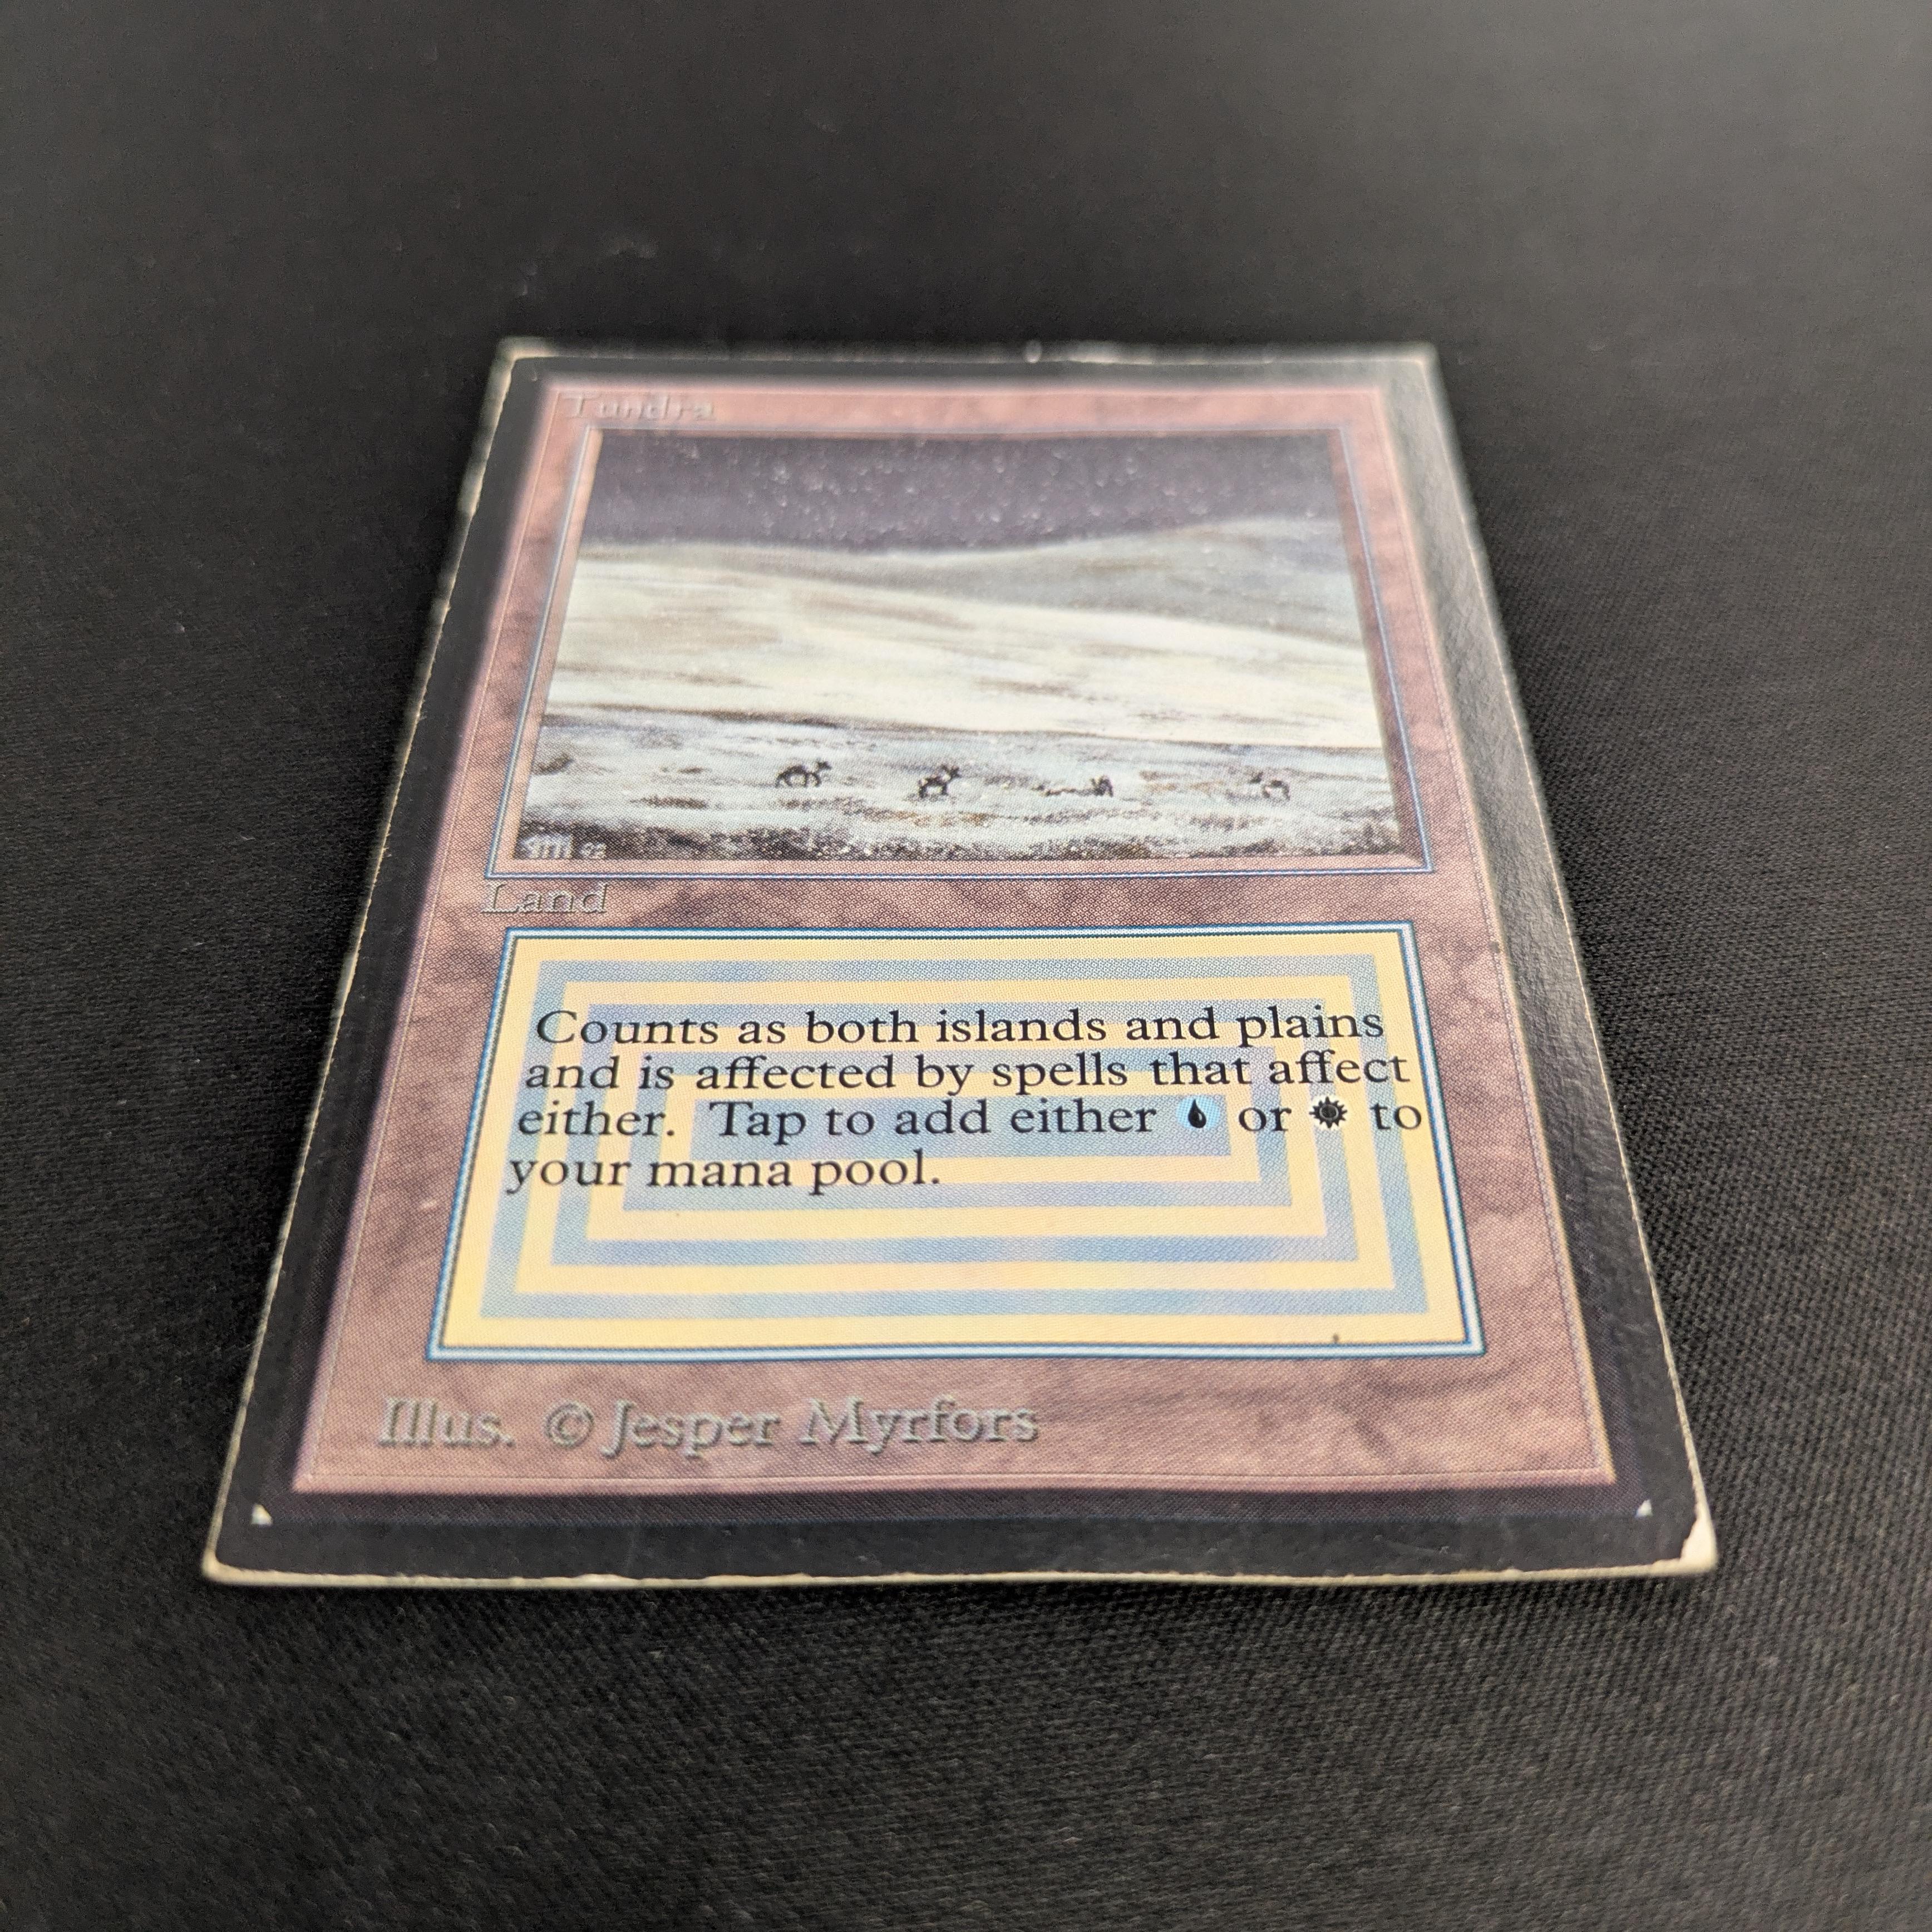 Tundra
Land
Counts as both islands and plains
and is affected by spells that affect
either. Tap to add either or to
your mana pool.
Illus. © Jesper Myrfors